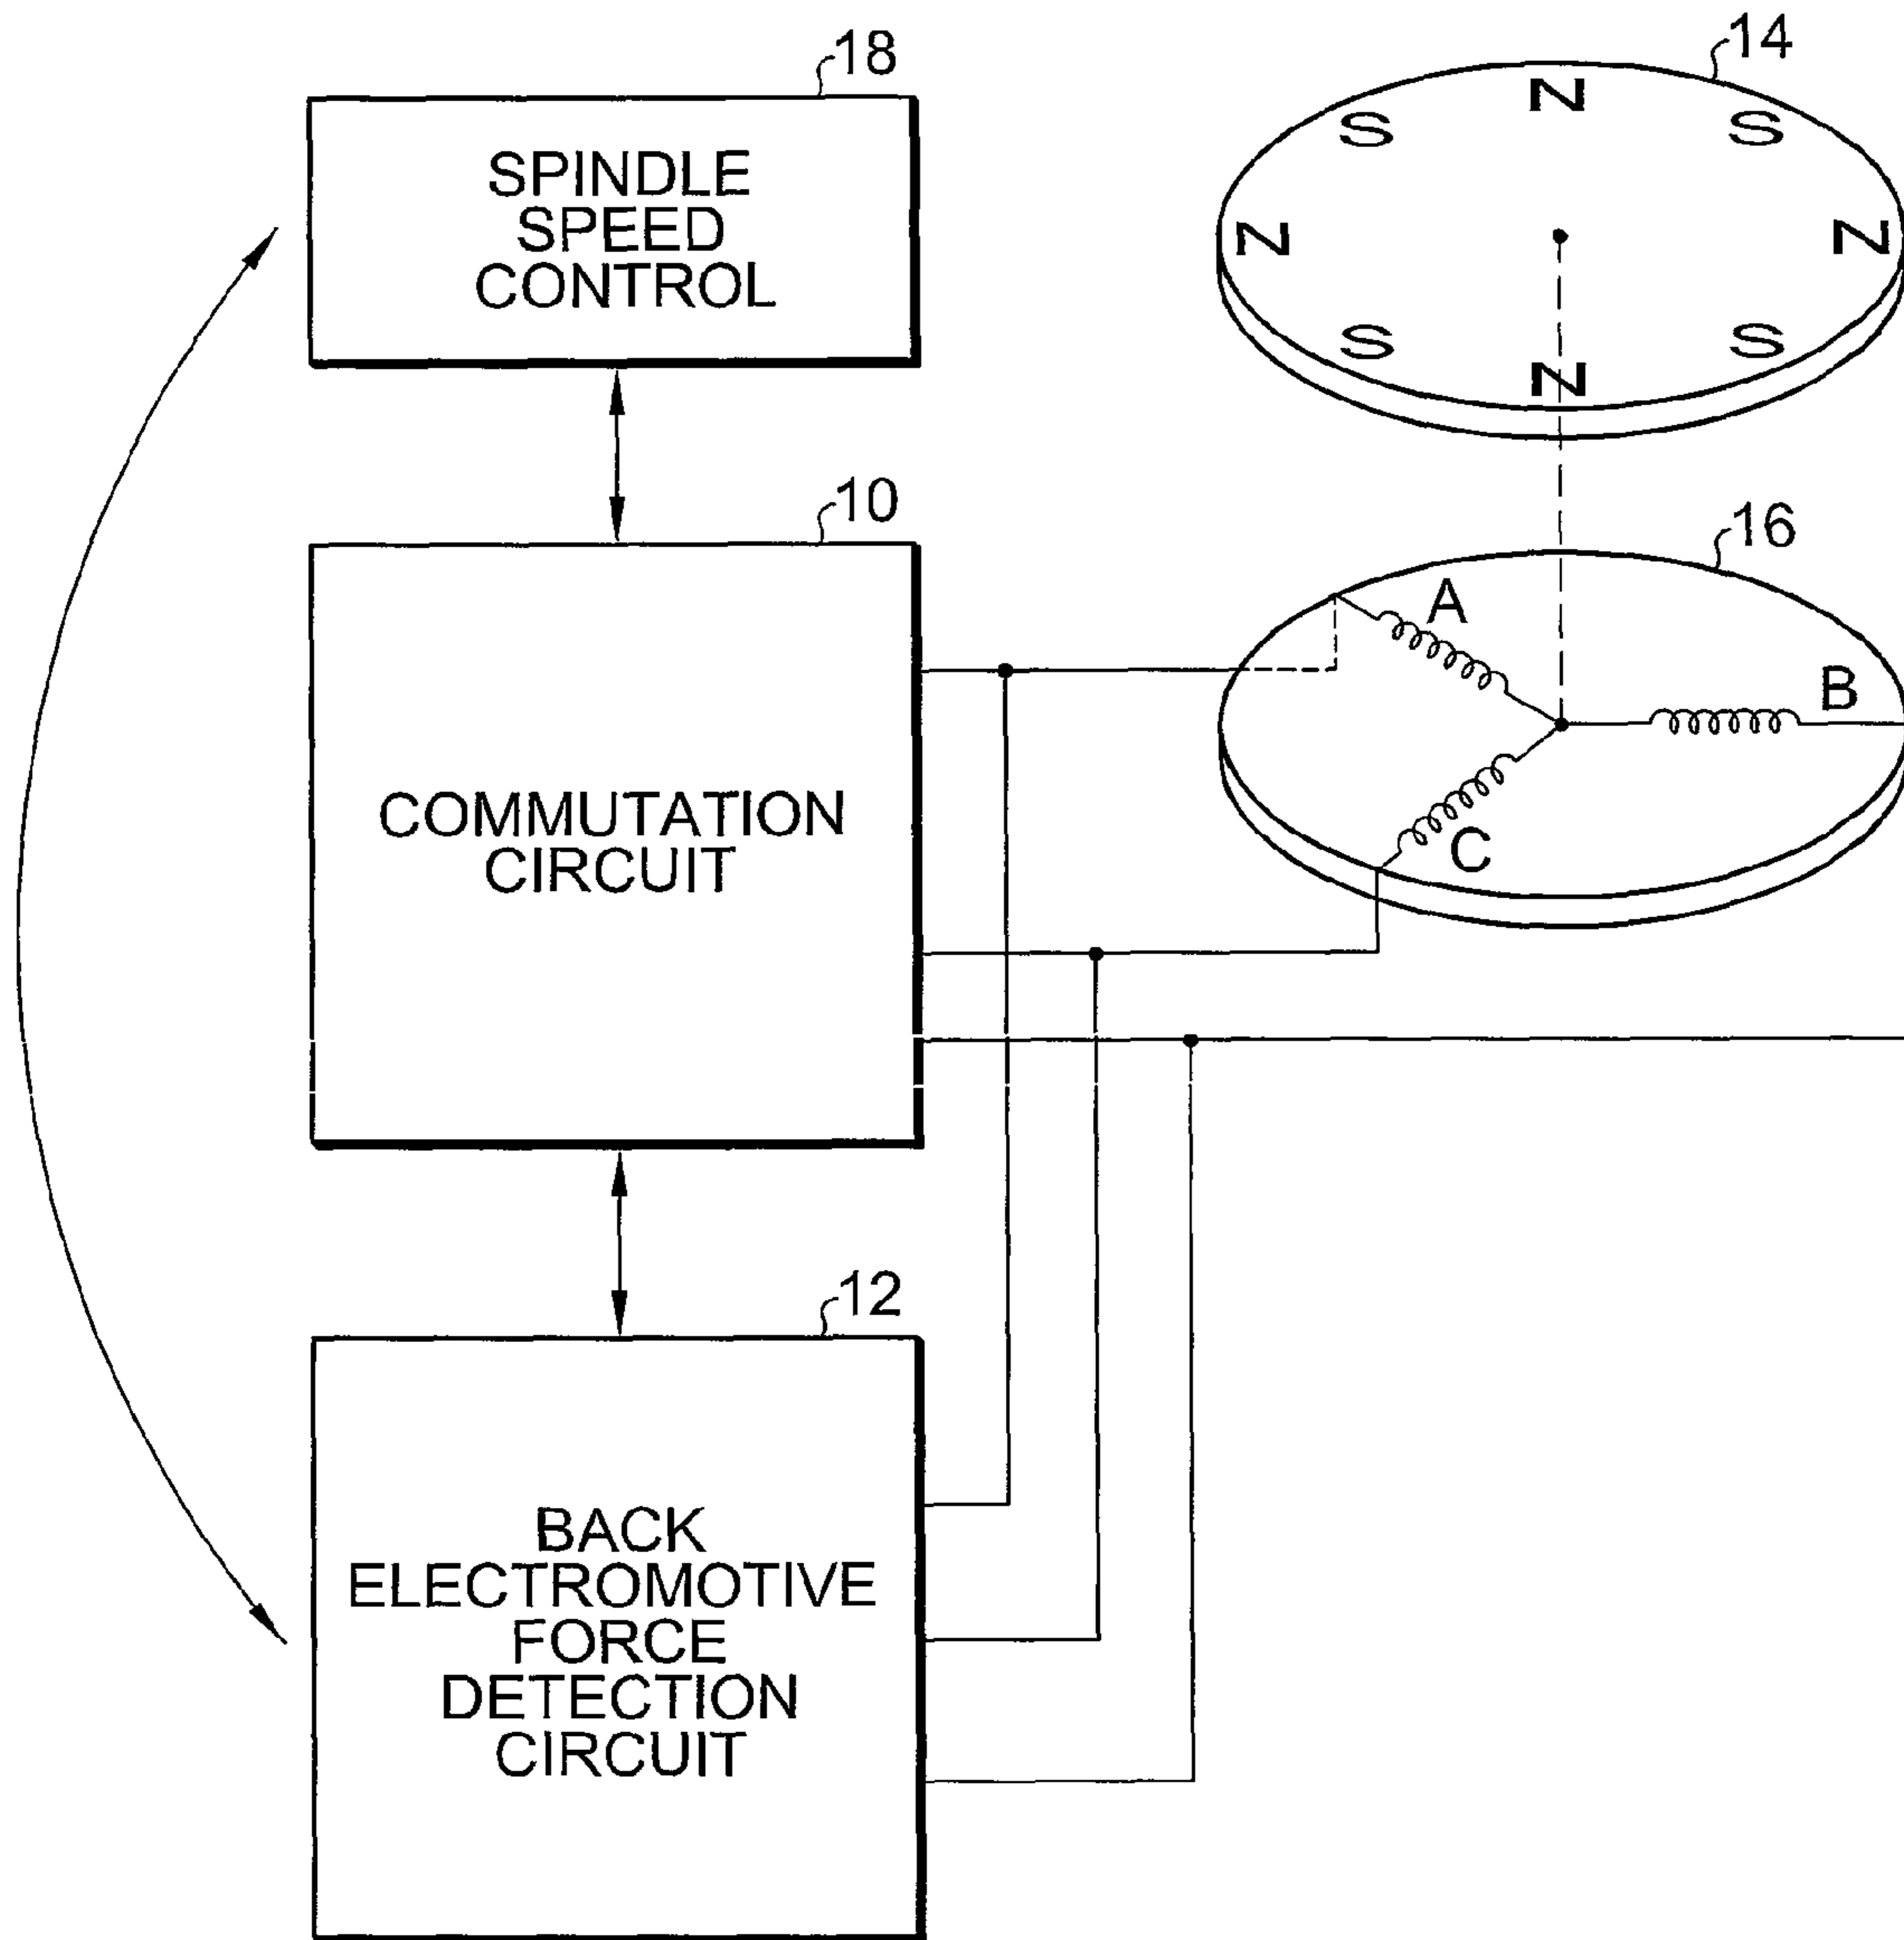 18
SPINDLE
SPEED
CONTROL
14
N
S
S
N
N
S
S
N
10
COMMUTATION
CIRCUIT
16
A
B
C
12
BACK
ELECTROMOTIVE
FORCE
DETECTION
CIRCUIT